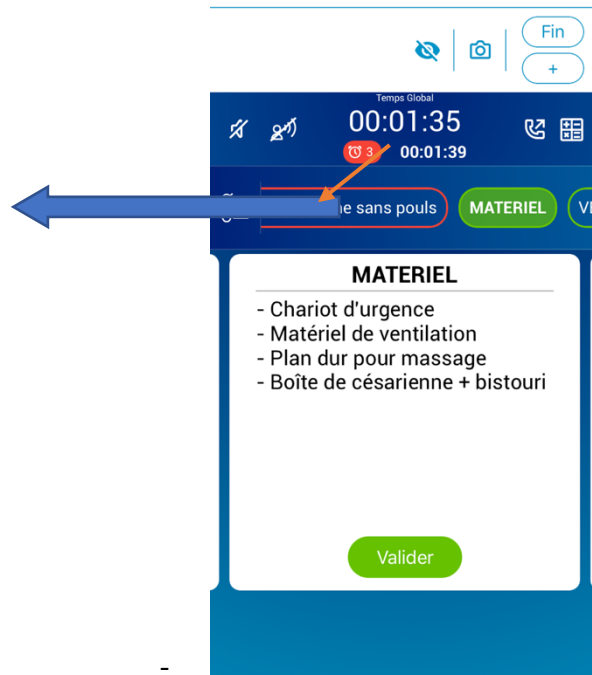 Fin
+
Temps Global
00:01:35
3 00:01:39
sans pouls MATERIEL
MATERIEL
- Chariot d'urgence
- Matériel de ventilation
- Plan dur pour massage
- Boîte de césarienne + bistouri
Valider
-